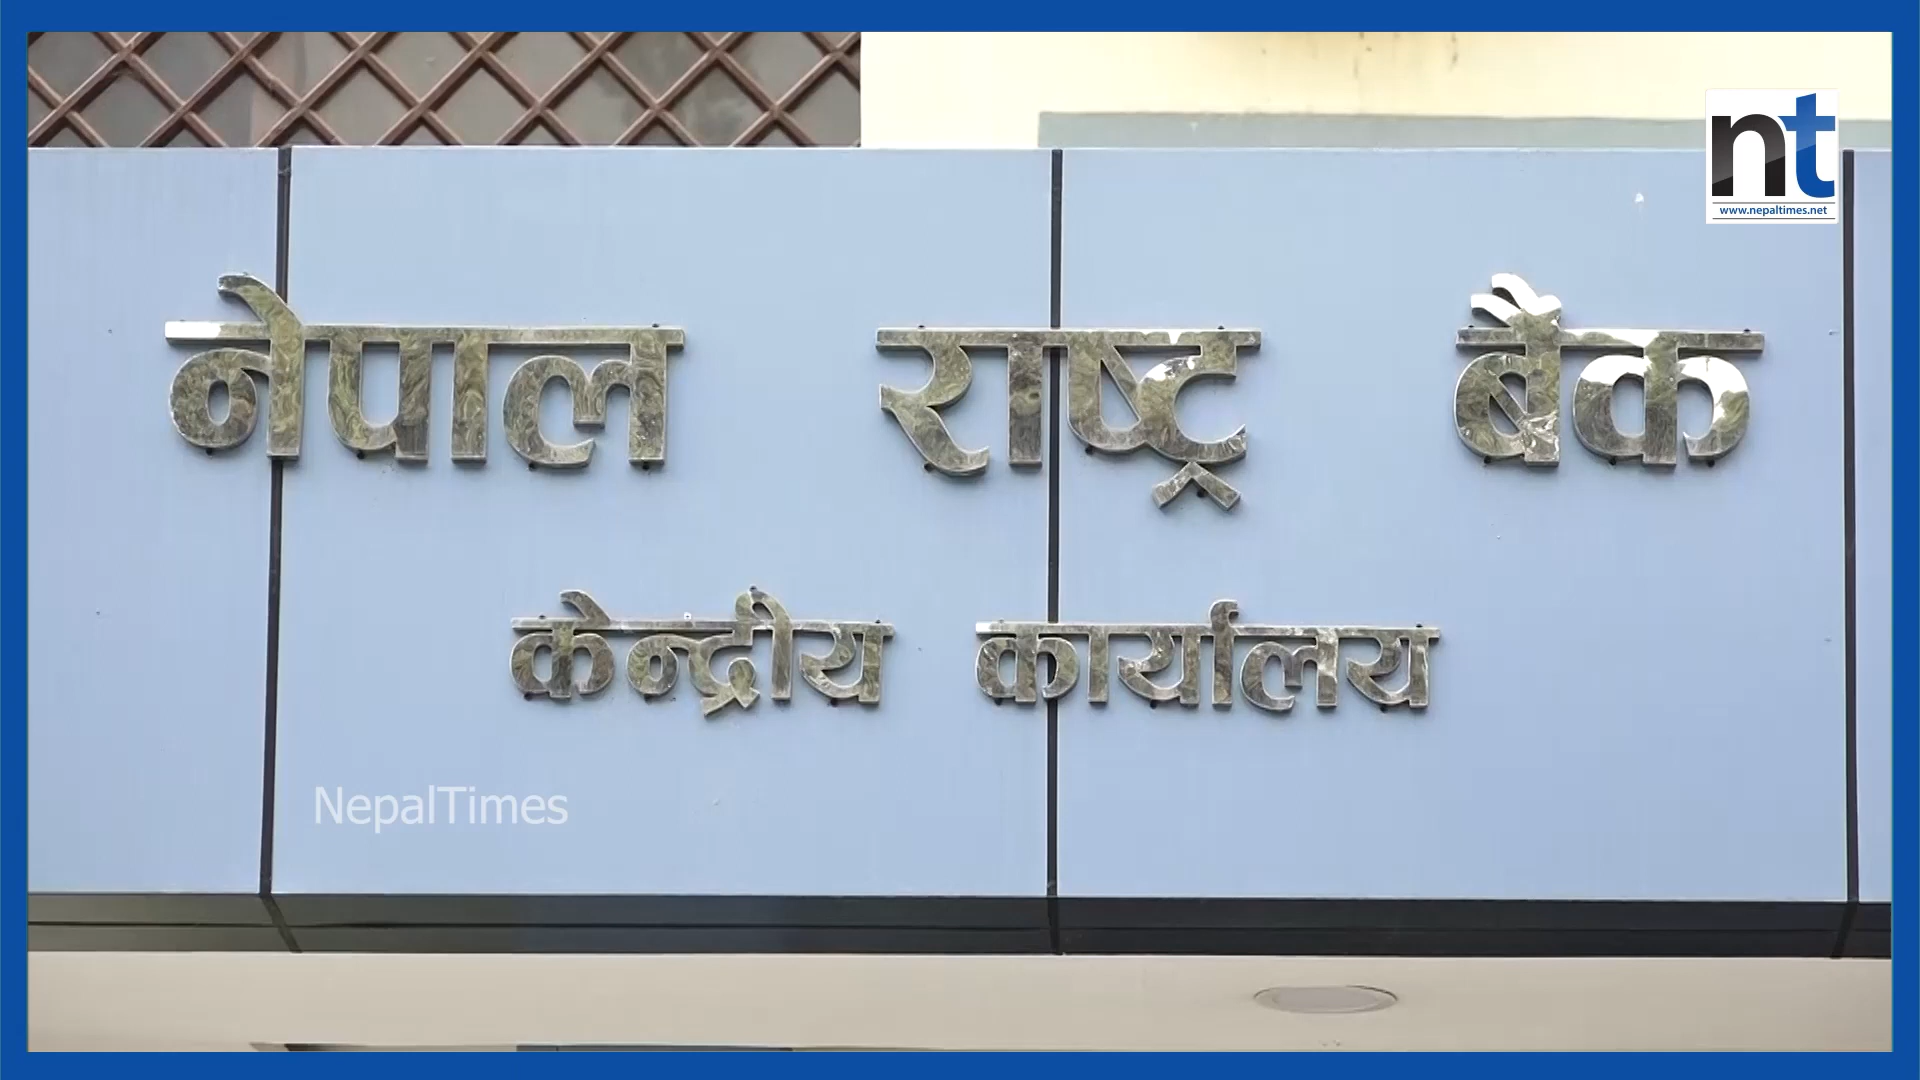 nt
www.nepaltimes.net
नेपाल राष्ट्र बैंक
केन्द्रीय कार्यालय
NepalTimes